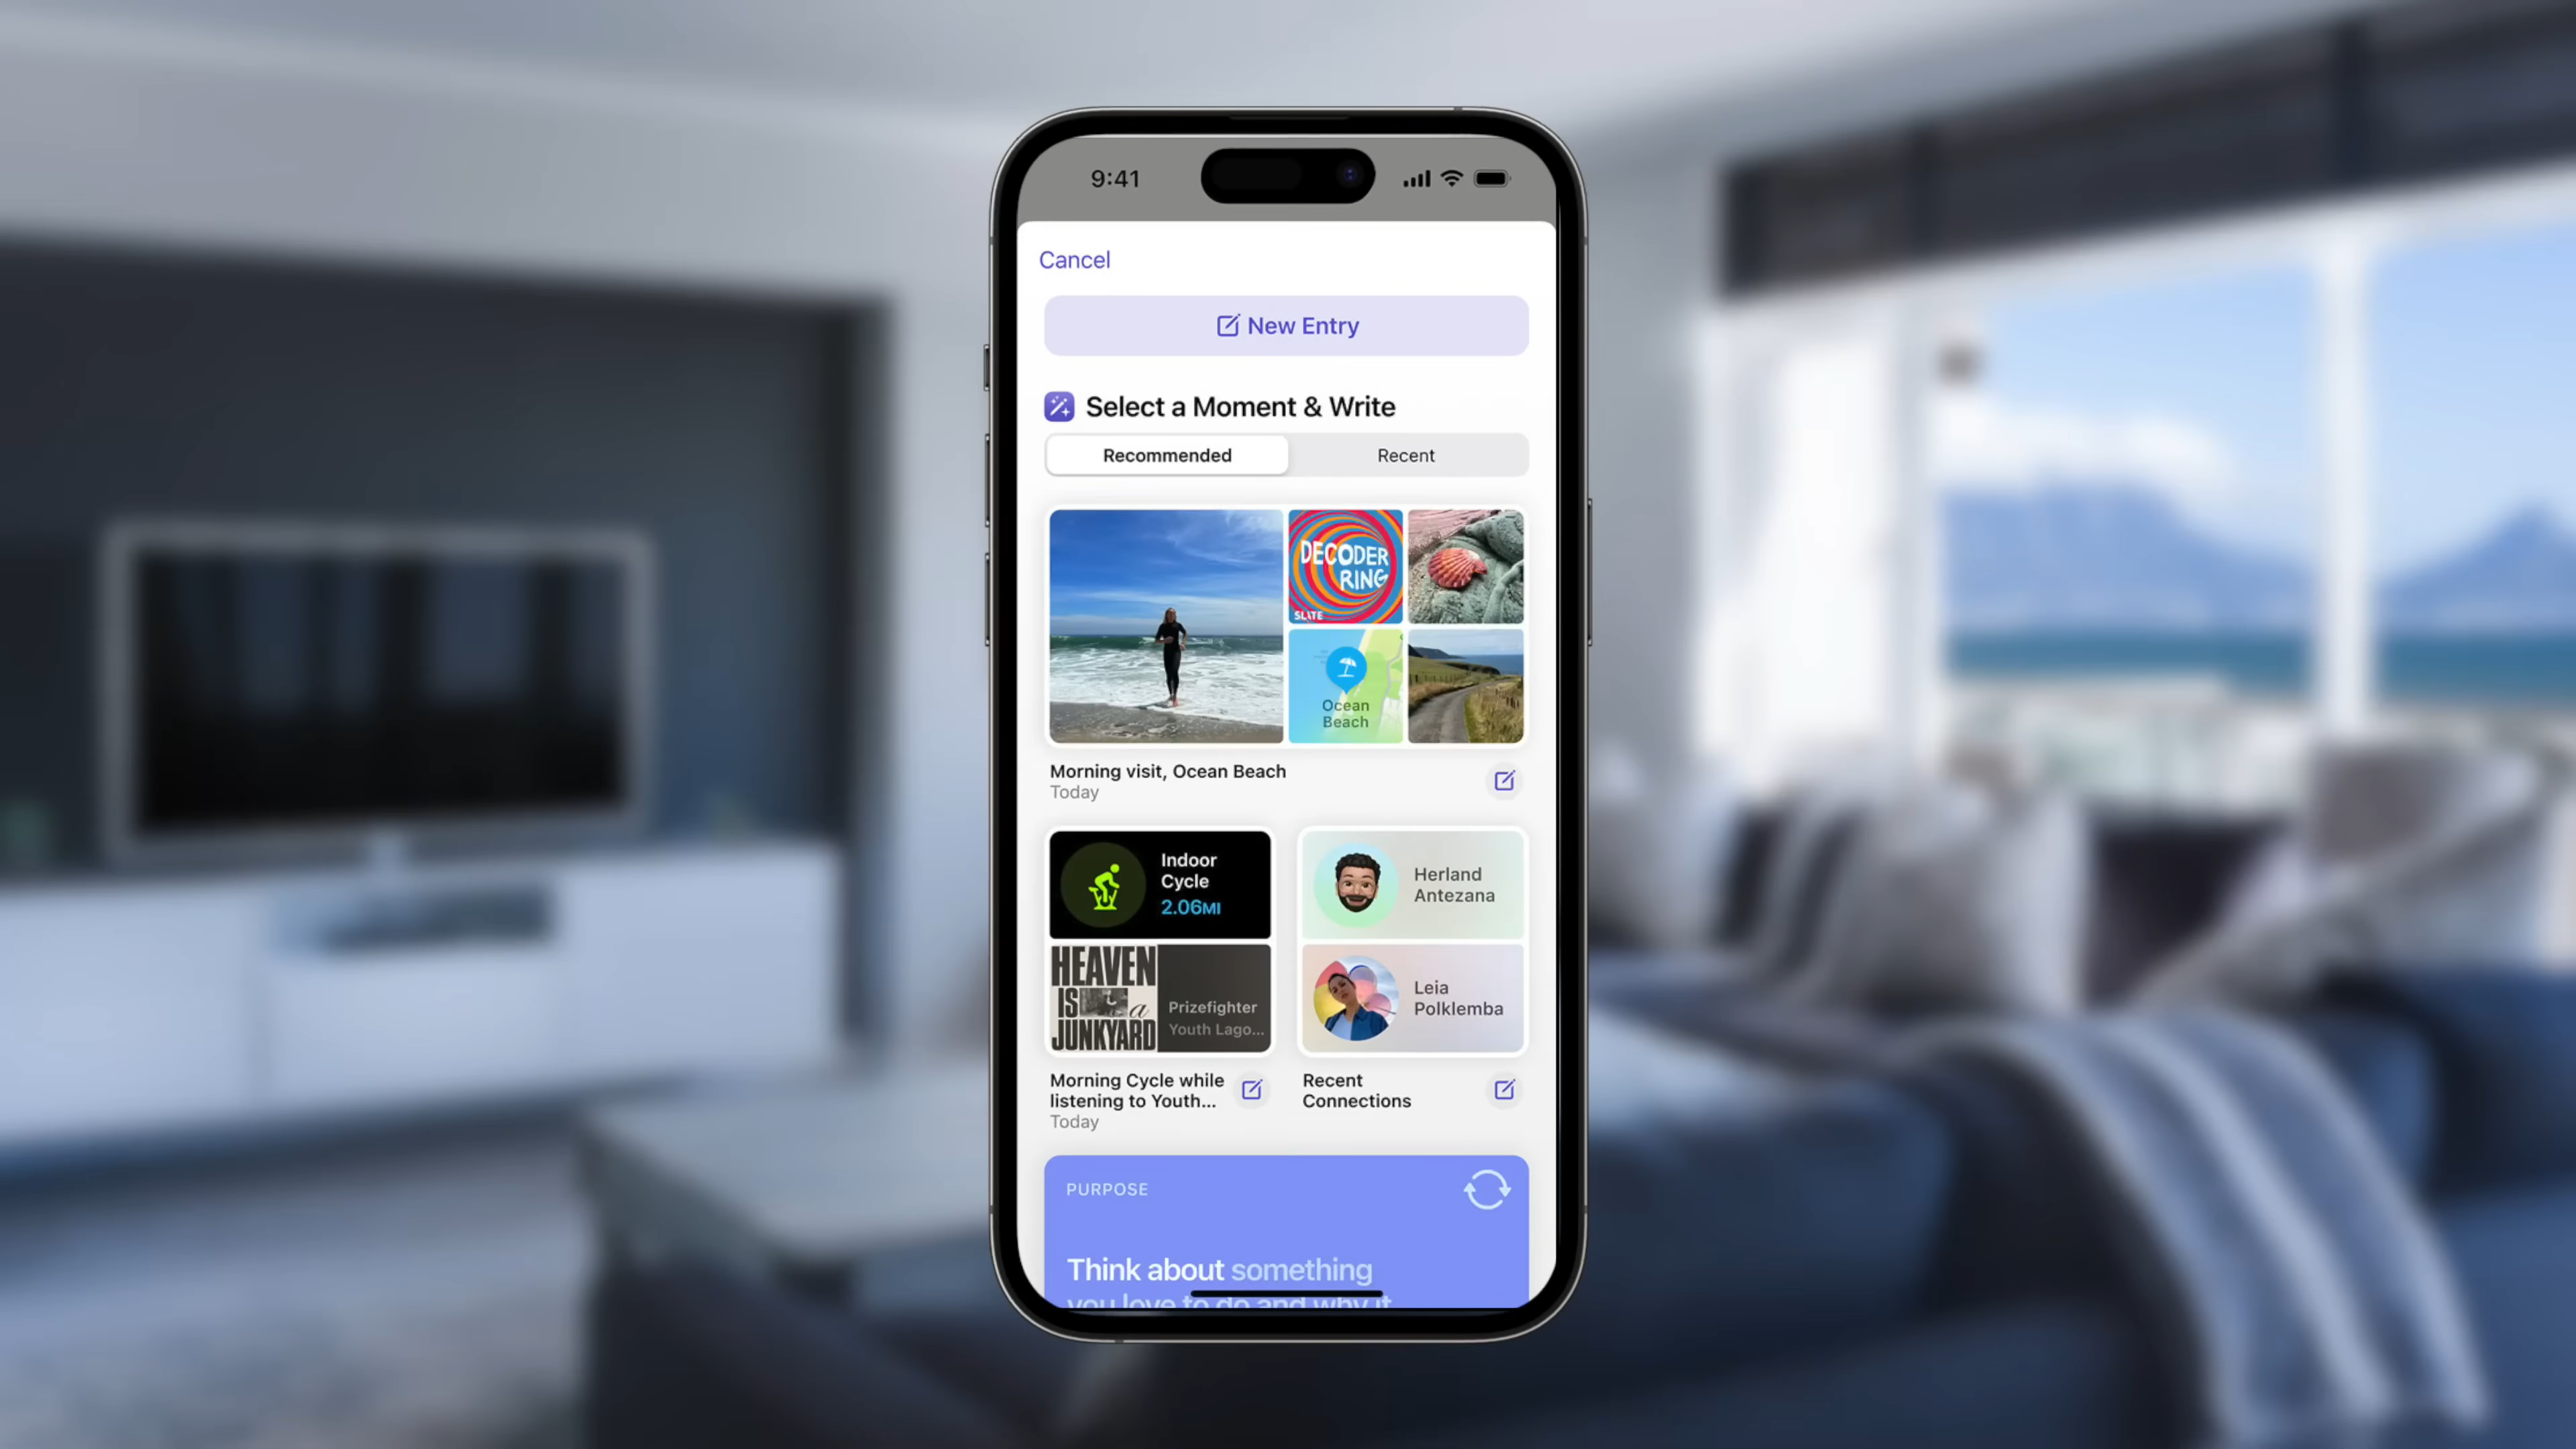 9:41
Cancel
New Entry
Select a Moment & Write
Recommended
Recent
DECODER
RING
SLATE
Ocean
Beach
Morning visit, Ocean Beach
Today
Indoor
Cycle
2.06MI
HEAVEN
IS a
JUNKYARD
Prizefighter
Youth Lago...
Herland
Antezana
Leia
Polklemba
Morning Cycle while
listening to Youth...
Today
Recent
Connections
PURPOSE
Think about something
you love to do and why it